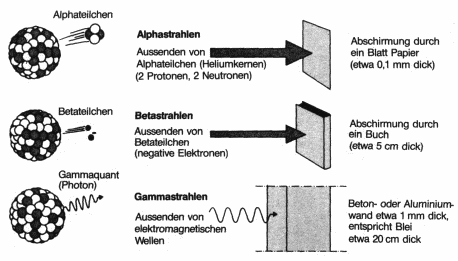 Alphateilchen
Alphastrahlen
Aussenden von
Alphateilchen (Heliumkernen)
(2 Protonen, 2 Neutronen)
Abschirmung durch
ein Blatt Papier
(etwa 0,1 mm dick)
Betateilchen
Betastrahlen
Aussenden von
Betateilchen
(negative Elektronen)
Abschirmung durch
ein Buch
(etwa 5 cm dick)
Gammaquant
(Photon)
Gammastrahlen
Aussenden von
elektromagnetischen
Wellen
Beton- oder Aluminium-
wand etwa 1 mm dick,
entspricht Blei
etwa 20 cm dick